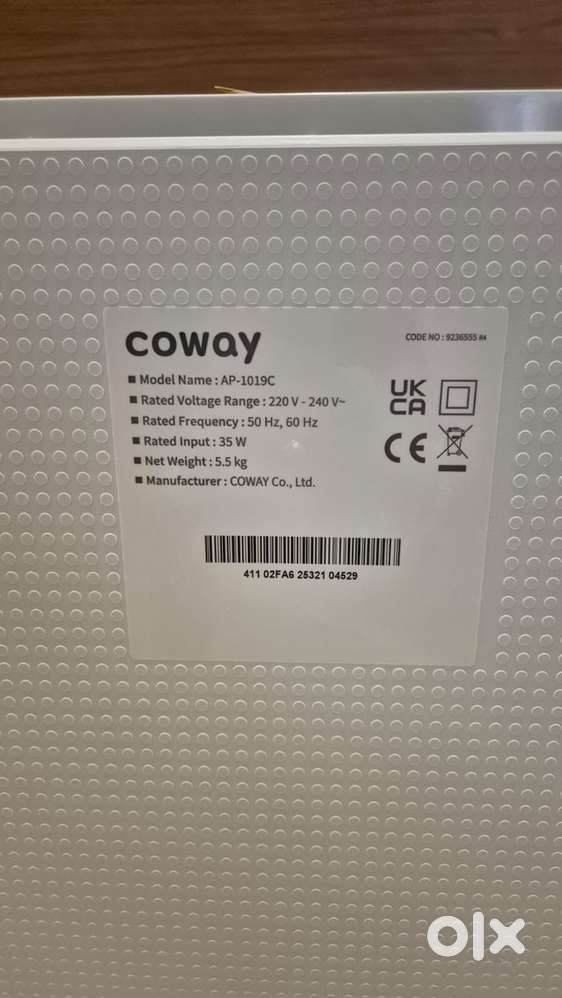 coway
CODE NO : 9236555 R4
■ Model Name : AP-1019C
■ Rated Voltage Range : 220 V - 240 V~
■ Rated Frequency : 50 Hz, 60 Hz
■ Rated Input : 35 W
■ Net Weight : 5.5 kg
■ Manufacturer : COWAY Co., Ltd.
UK
CA
CE
411 02FA6 25321 04529
olx